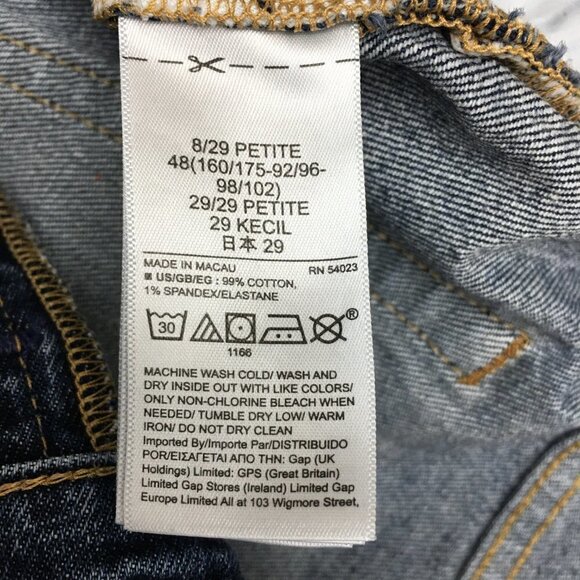 8/29 PETITE
48(160/175-92/96-
98/102)
29/29 PETITE
29 KECIL
日本 29
MADE IN MACAU RN 54023
US/GB/EG : 99% COTTON,
1% SPANDEX/ELASTANE
30
1166
®
MACHINE WASH COLD/ WASH AND
DRY INSIDE OUT WITH LIKE COLORS/
ONLY NON-CHLORINE BLEACH WHEN
NEEDED/ TUMBLE DRY LOW/ WARM
IRON/ DO NOT DRY CLEAN
Imported By/Importe Par/DISTRIBUIDO
POR/ΕΙΣΑΓΕΤΑΙ ΑΠΟ ΤΗΝ: Gap (UK
Holdings) Limited: GPS (Great Britain)
Limited Gap Stores (Ireland) Limited Gap
Europe Limited All at 103 Wigmore Street,